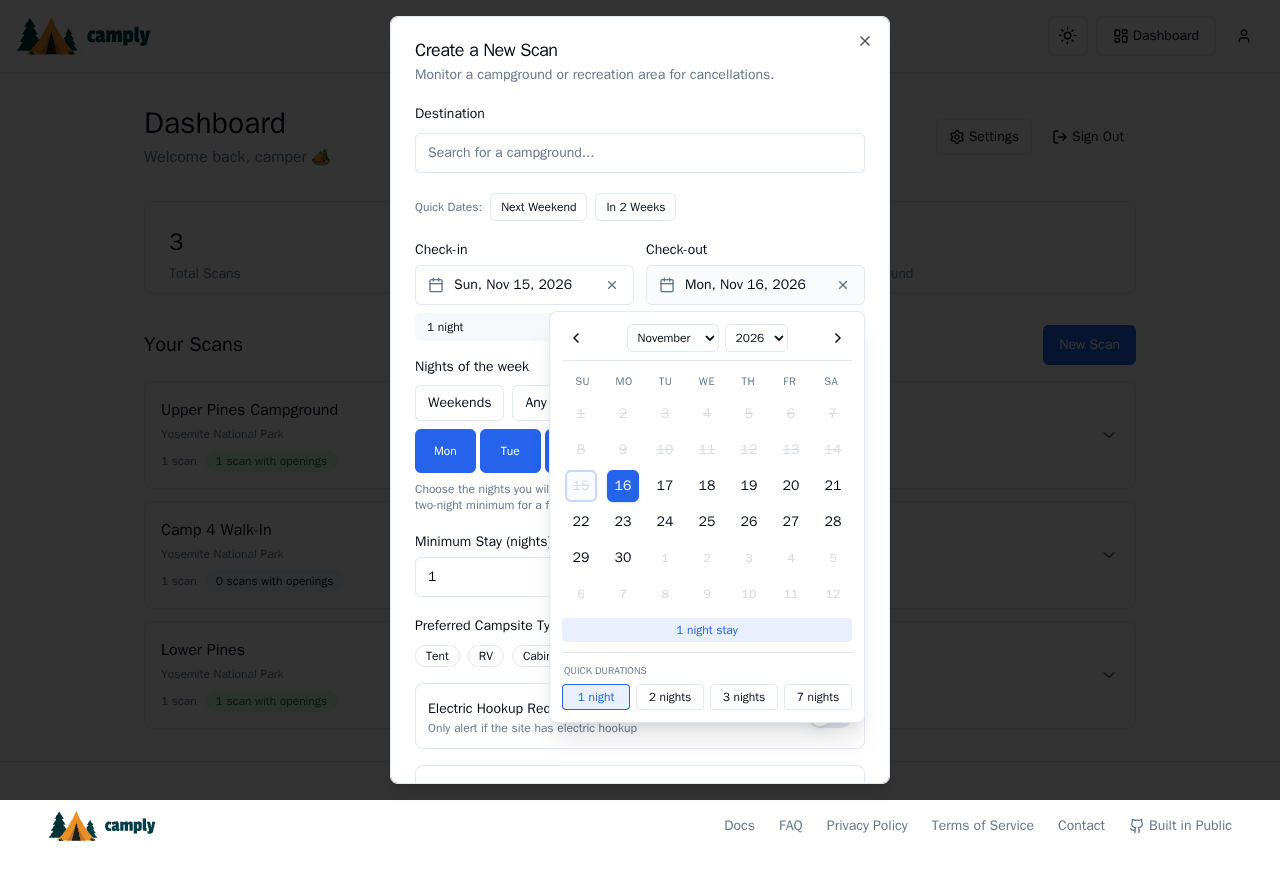 camply
Dashboard
Create a New Scan
Monitor a campground or recreation area for cancellations.
Destination
Search for a campground...
Quick Dates:
Next Weekend
In 2 Weeks
Check-in
Check-out
Sun, Nov 15, 2026
Mon, Nov 16, 2026
1 night
November
2026
SU MO TU WE TH FR SA
1 2 3 4 5 6 7
8 9 10 11 12 13 14
15 16 17 18 19 20 21
22 23 24 25 26 27 28
29 30 1 2 3 4 5
6 7 8 9 10 11 12
1 night stay
QUICK DURATIONS
1 night
2 nights
3 nights
7 nights
Nights of the week
Weekends
Any
Mon
Tue
Choose the nights you
two-night minimum for a
Minimum Stay (nights)
1
Preferred Campsite
Tent
RV
Electric Hookup
Only alert if the site has electric hookup
Dashboard
Welcome back, camper
Settings
Sign Out
3
Total Scans
Your Scans
New Scan
Upper Pines Campground
Yosemite National Park
1 scan
1 scan with openings
Camp 4 Walk-In
Yosemite National Park
1 scan
0 scans with openings
Lower Pines
Yosemite National Park
1 scan
1 scan with openings
camply
Docs
FAQ
Privacy Policy
Terms of Service
Contact
Built in Public